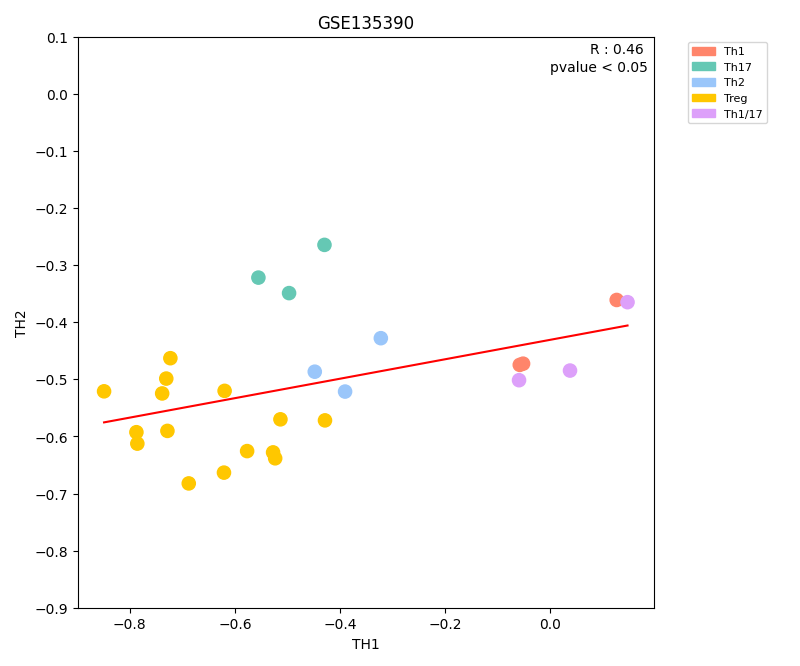 GSE135390
R : 0.46
pvalue < 0.05
Th1
Th17
Th2
Treg
Th1/17
0.1
0.0
−0.1
−0.2
−0.3
−0.4
−0.5
−0.6
−0.7
−0.8
−0.9
TH2
−0.8 −0.6 −0.4 −0.2 0.0
TH1